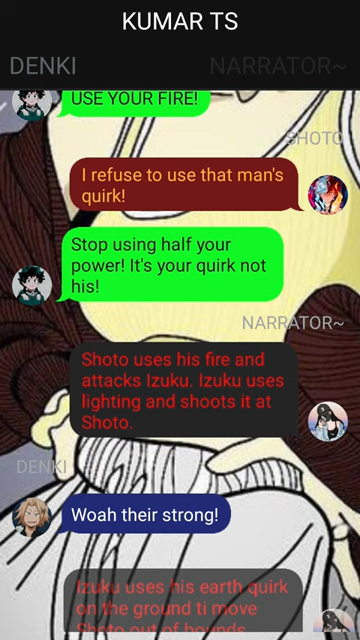 KUMAR TS
DENKI
NARRATOR~
USE YOUR FIRE!
SHOTO
I refuse to use that man's
quirk!
Stop using half your
power! It's your quirk not
his!
NARRATOR~
Shoto uses his fire and
attacks Izuku. Izuku uses
lighting and shoots it at
Shoto.
DENKI
Woah their strong!
Izuku uses his earth quirk
on the ground ti move
Shoto out of bounds